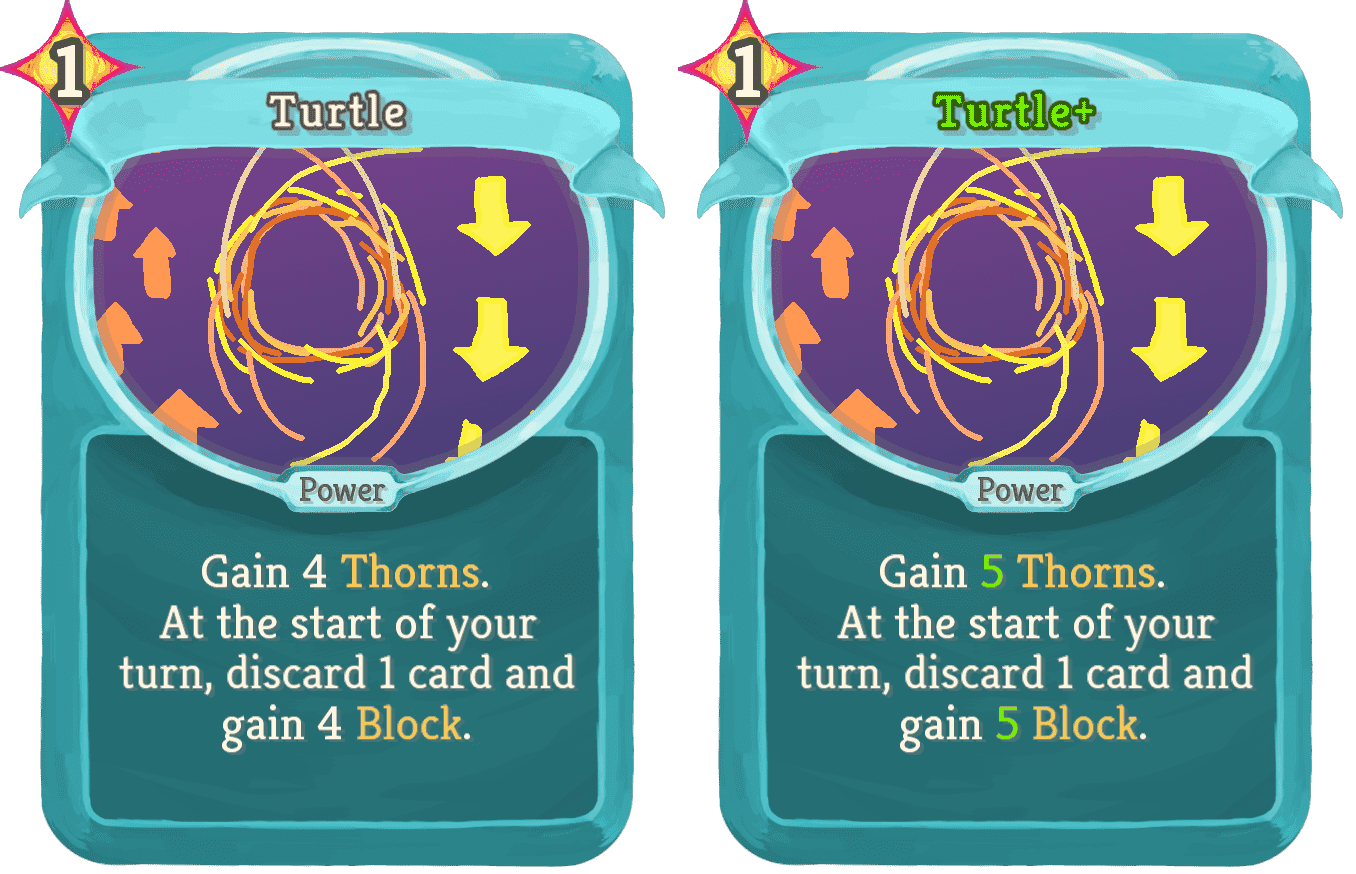 1
Turtle
Power
Gain 4 Thorns.
At the start of your
turn, discard 1 card and
gain 4 Block.
1
Turtle+
Power
Gain 5 Thorns.
At the start of your
turn, discard 1 card and
gain 5 Block.